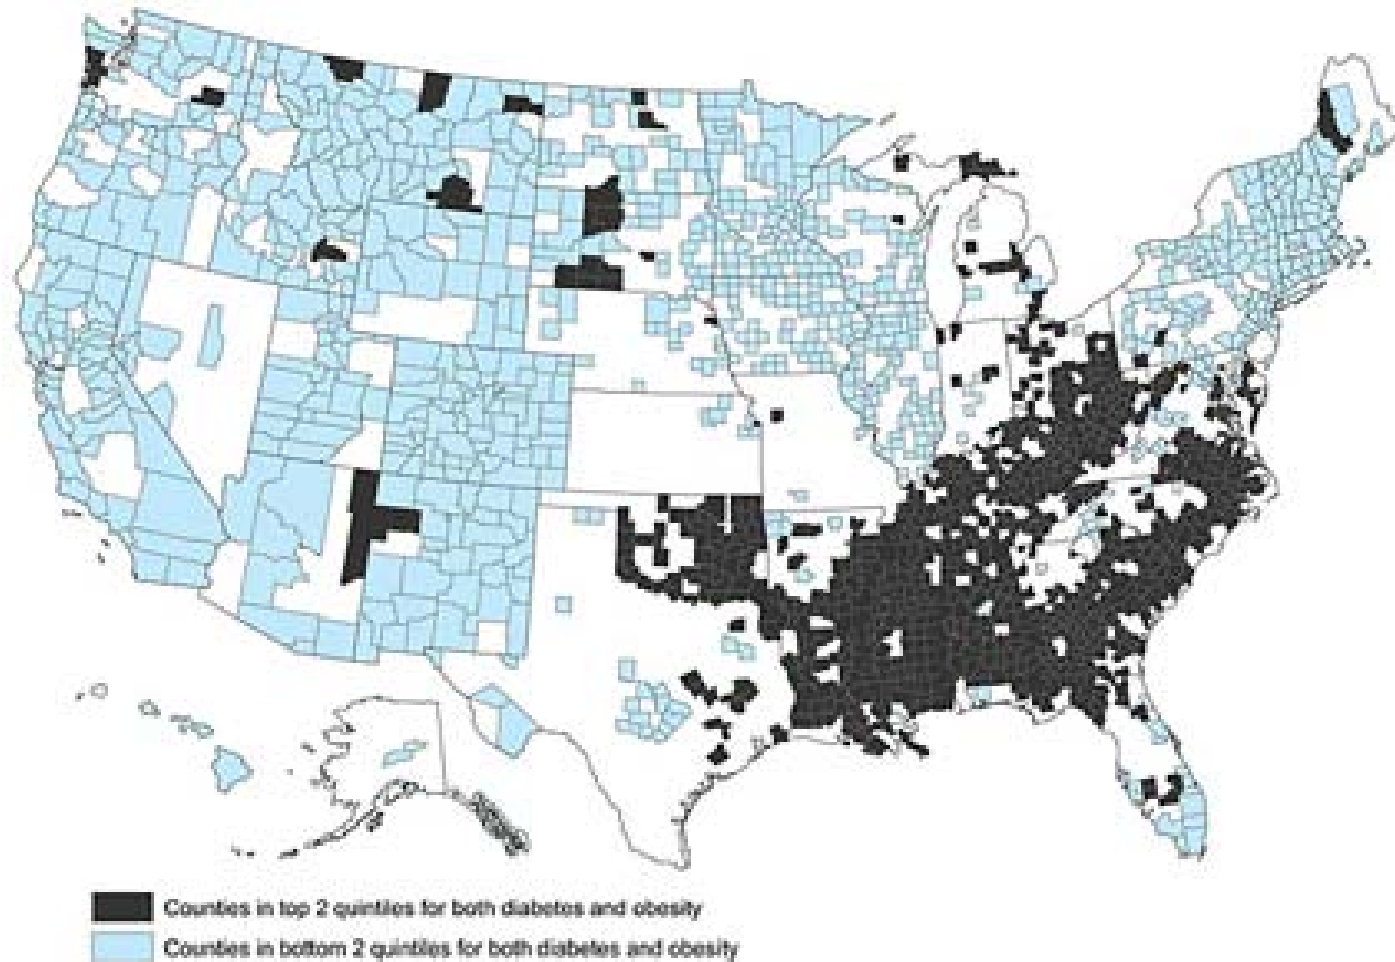 Counties in top 2 quintiles for both diabetes and obesity
Counties in bottom 2 quintiles for both diabetes and obesity